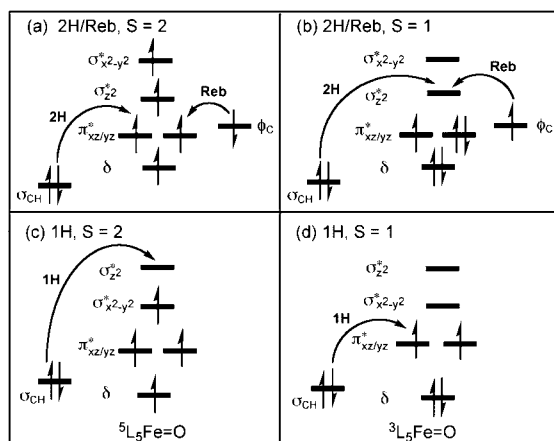 (a) 2H/Reb, S = 2
σ*x²-y²
σ*z²
Reb
2H
π*xz/yz
ϕC
δ
σCH
(b) 2H/Reb, S = 1
σ*x²-y²
Reb
2H
σ*z²
π*xz/yz
ϕC
δ
σCH
(c) 1H, S = 2
σ*z²
1H
σ*x²-y²
π*xz/yz
σCH
δ
⁵L₅Fe=O
(d) 1H, S = 1
σ*z²
σ*x²-y²
1H
π*xz/yz
σCH
δ
³L₅Fe=O